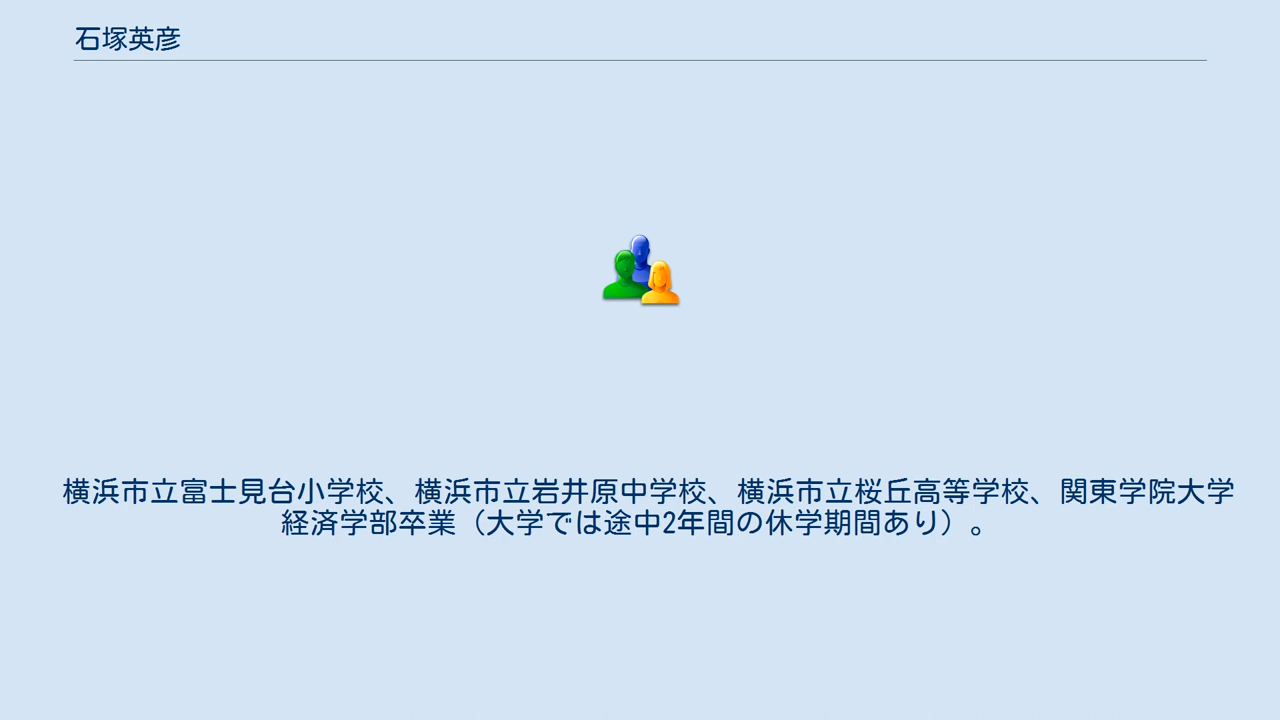 石塚英彦
横浜市立富士見台小学校、横浜市立岩井原中学校、横浜市立桜丘高等学校、関東学院大学
経済学部卒業（大学では途中2年間の休学期間あり）。